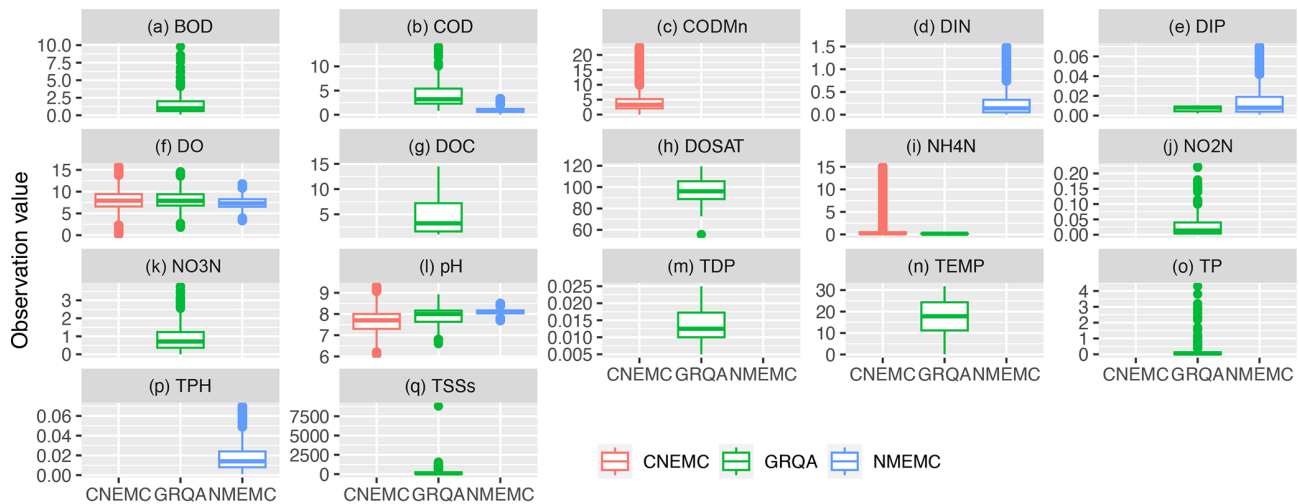 (a) BOD
(b) COD
(c) CODMn
(d) DIN
(e) DIP
10.0
7.5
5.0
2.5
0.0
10
5
0
20
15
10
5
0
1.5
1.0
0.5
0.0
0.06
0.04
0.02
0.00
(f) DO
(g) DOC
(h) DOSAT
(i) NH4N
(j) NO2N
15
10
5
0
15
10
5
120
100
80
60
15
10
5
0
0.20
0.15
0.10
0.05
0.00
Observation value
(k) NO3N
(l) pH
(m) TDP
(n) TEMP
(o) TP
3
2
1
0
9
8
7
6
0.025
0.020
0.015
0.010
0.005
30
20
10
0
4
3
2
1
0
CNEMC GRQA NMEMC
CNEMC GRQA NMEMC
CNEMC GRQA NMEMC
(p) TPH
(q) TSSs
0.06
0.04
0.02
0.00
7500
5000
2500
0
CNEMC GRQA NMEMC
CNEMC GRQA NMEMC
CNEMC
GRQA
NMEMC